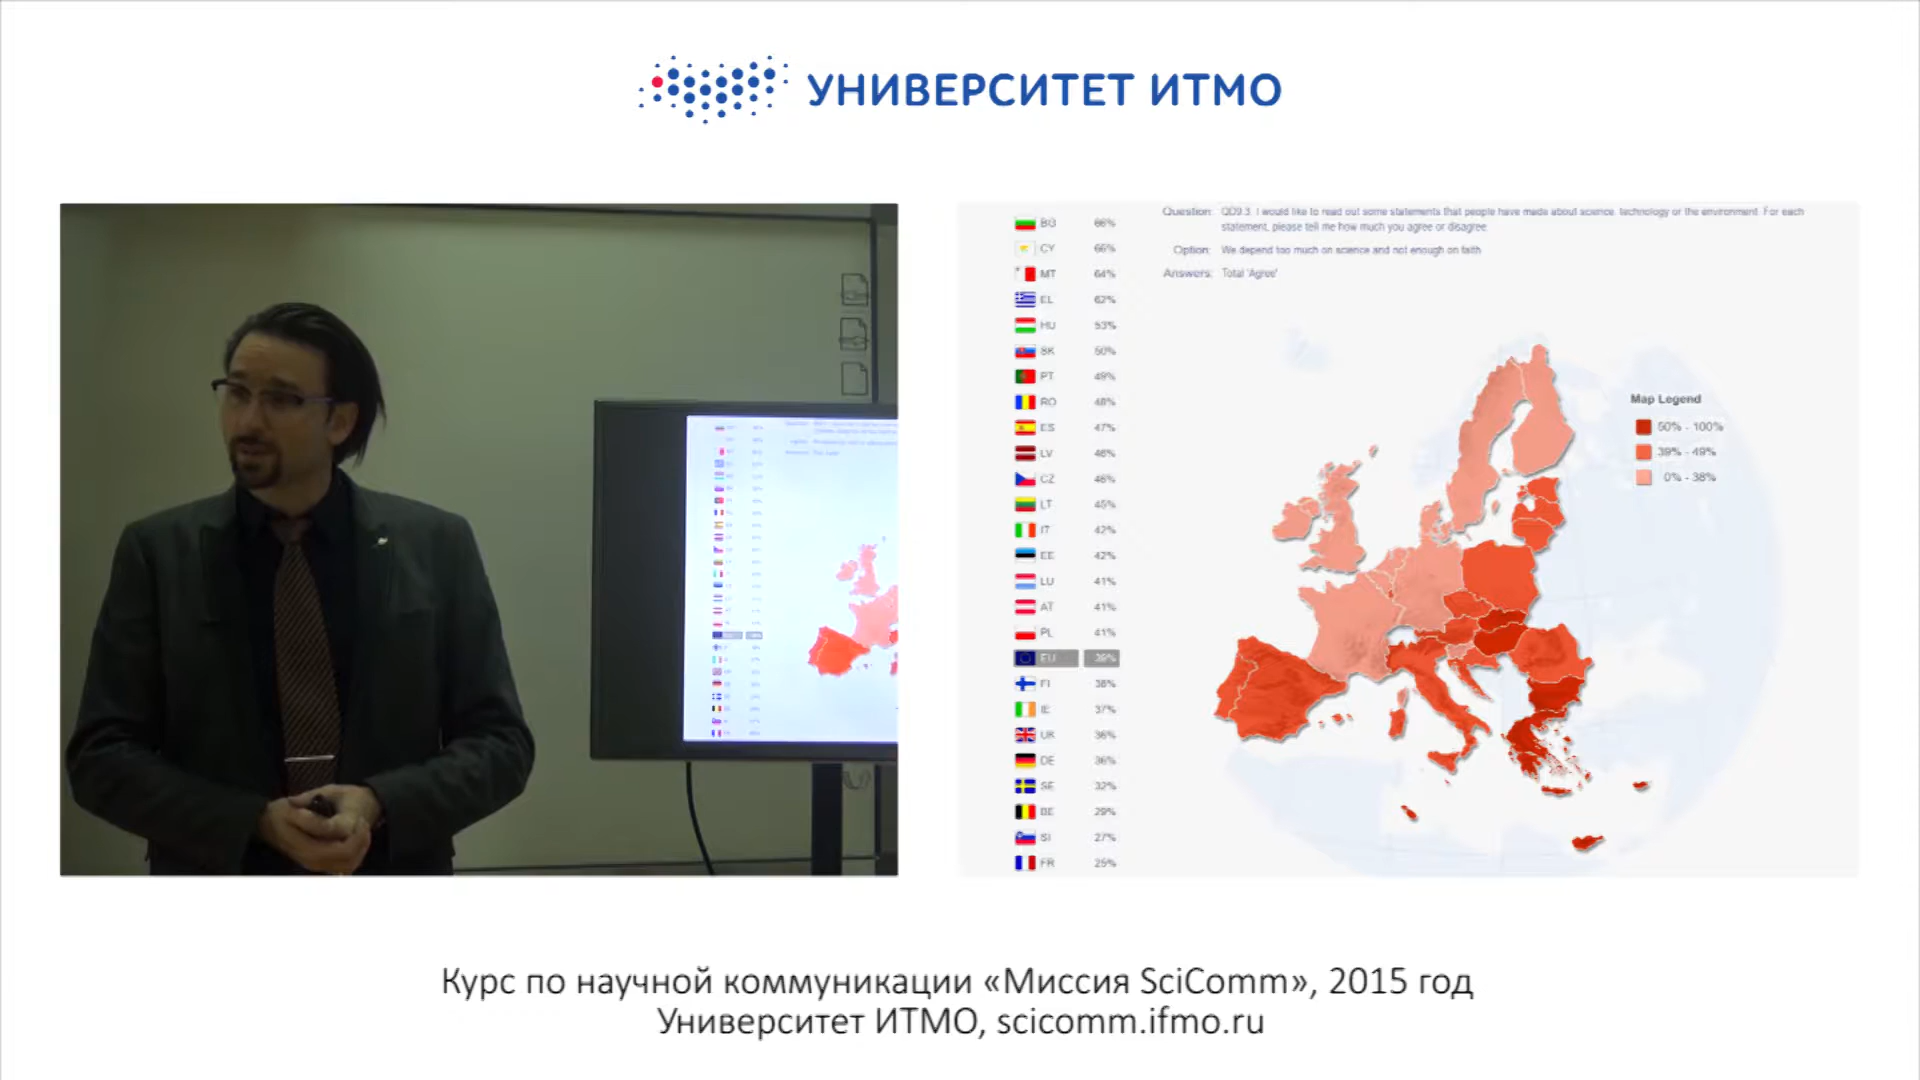 УНИВЕРСИТЕТ ИТМО
BG 66%
CY 66%
MT 64%
EL 62%
HU 53%
SK 50%
PT 49%
RO 48%
ES 47%
LV 46%
CZ 46%
LT 45%
IT 42%
EE 42%
LU 41%
AT 41%
PL 41%
EU 39%
FI 38%
IE 37%
UK 36%
DE 36%
SE 32%
BE 29%
SI 27%
FR 25%
Question: QD9.3. I would like to read out some statements that people have made about science, technology or the environment. For each
statement, please tell me how much you agree or disagree
Option: We depend too much on science and not enough on faith
Answers: Total 'Agree'
Map Legend
50% - 100%
39% - 49%
0% - 38%
Курс по научной коммуникации «Миссия SciComm», 2015 год
Университет ИТМО, scicomm.ifmo.ru